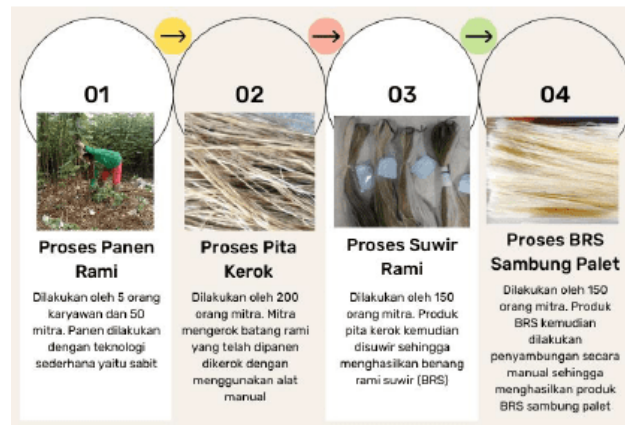 01
Proses Panen
Rami
Dilakukan oleh 5 orang
karyawan dan 50
mitra. Panen dilakukan
dengan teknologi
sederhana yaitu sabit
02
Proses Pita
Kerok
Dilakukan oleh 200
orang mitra. Mitra
mengerok batang rami
yang telah dipanen
dikerok dengan
menggunakan alat
manual
03
Proses Suwir
Rami
Dilakukan oleh 150
orang mitra. Produk
pita kerok kemudian
disuwir sehingga
menghasilkan benang
rami suwir (BRS)
04
Proses BRS
Sambung Palet
Dilakukan oleh 150
orang mitra. Produk
BRS kemudian
dilakukan
penyambungan secara
manual sehingga
menghasilkan produk
BRS sambung palet